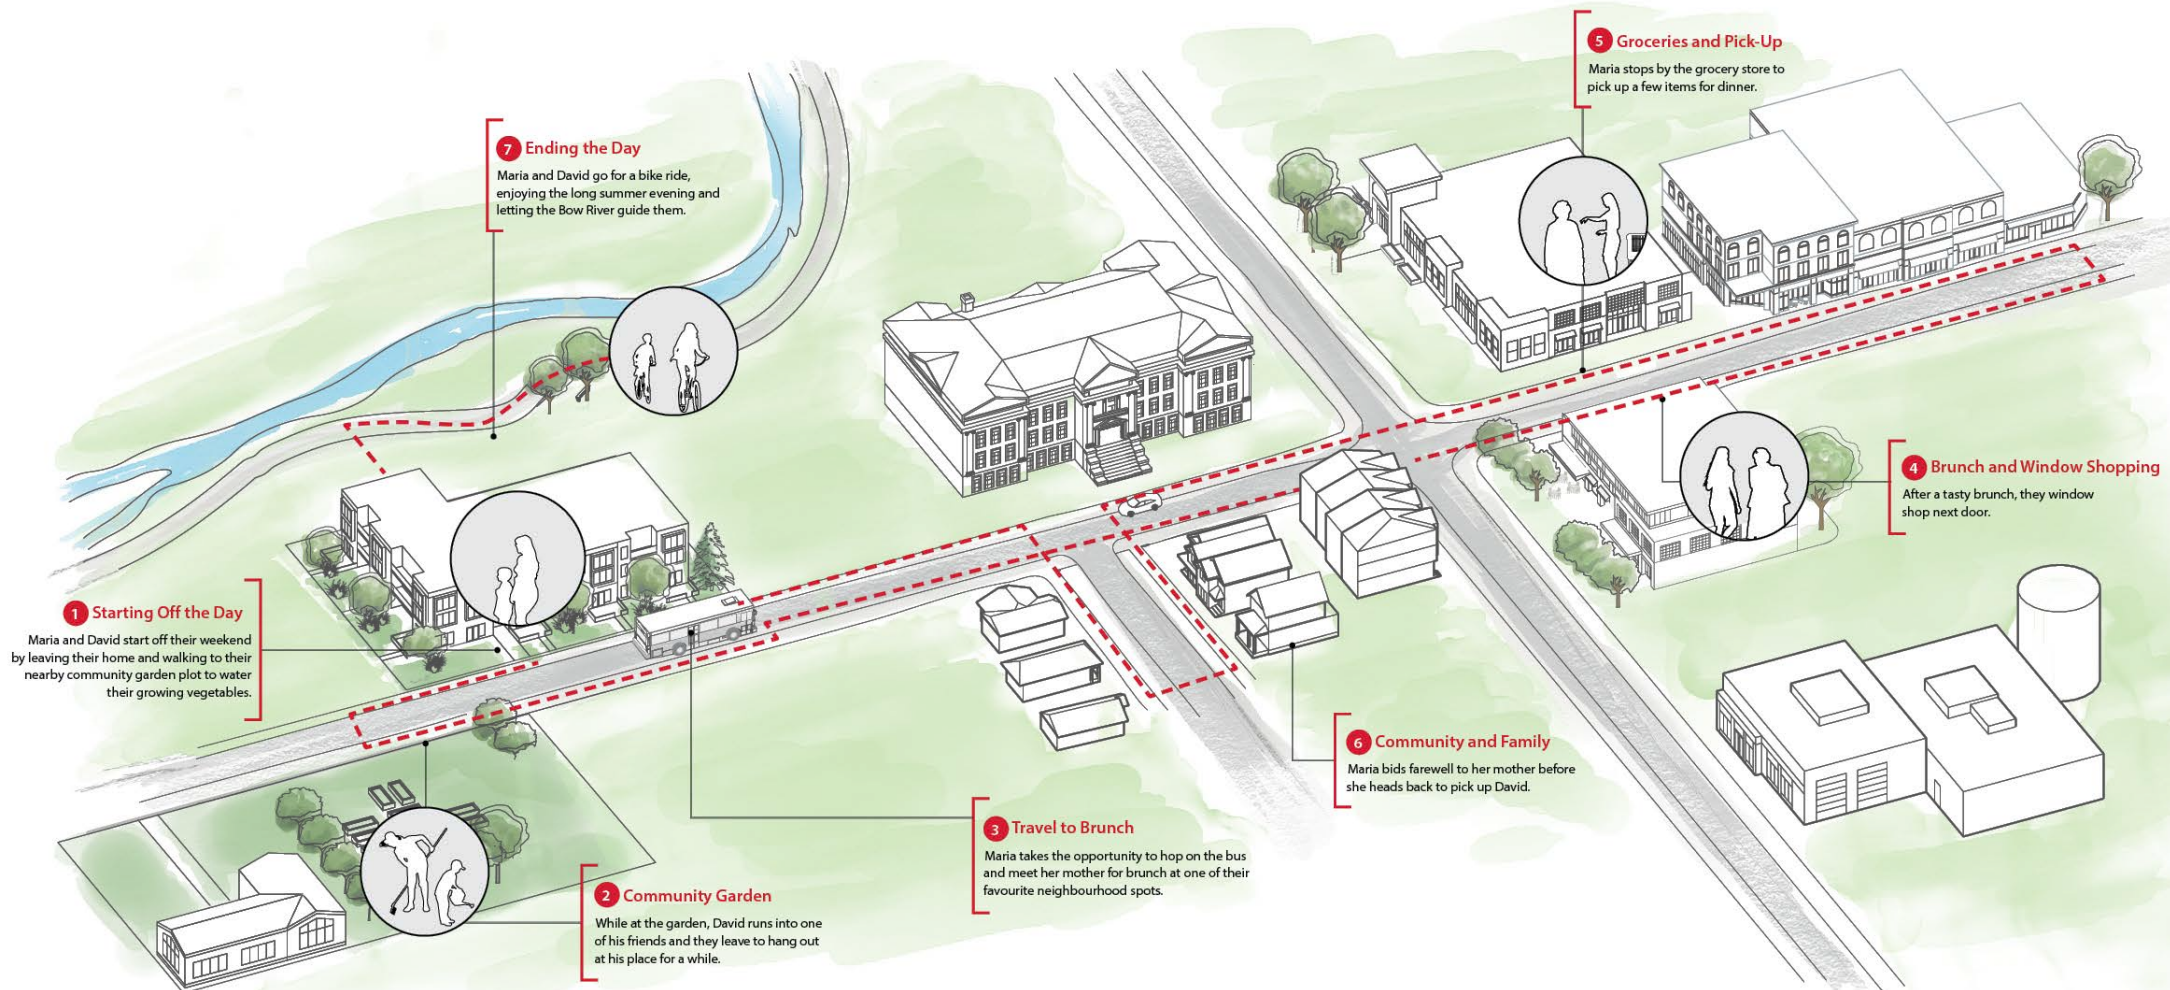 1 Starting Off the Day
Maria and David start off their weekend
by leaving their home and walking to their
nearby community garden plot to water
their growing vegetables.
2 Community Garden
While at the garden, David runs into one
of his friends and they leave to hang out
at his place for a while.
3 Travel to Brunch
Maria takes the opportunity to hop on the bus
and meet her mother for brunch at one of their
favourite neighbourhood spots.
4 Brunch and Window Shopping
After a tasty brunch, they window
shop next door.
5 Groceries and Pick-Up
Maria stops by the grocery store to
pick up a few items for dinner.
6 Community and Family
Maria bids farewell to her mother before
she heads back to pick up David.
7 Ending the Day
Maria and David go for a bike ride,
enjoying the long summer evening and
letting the Bow River guide them.